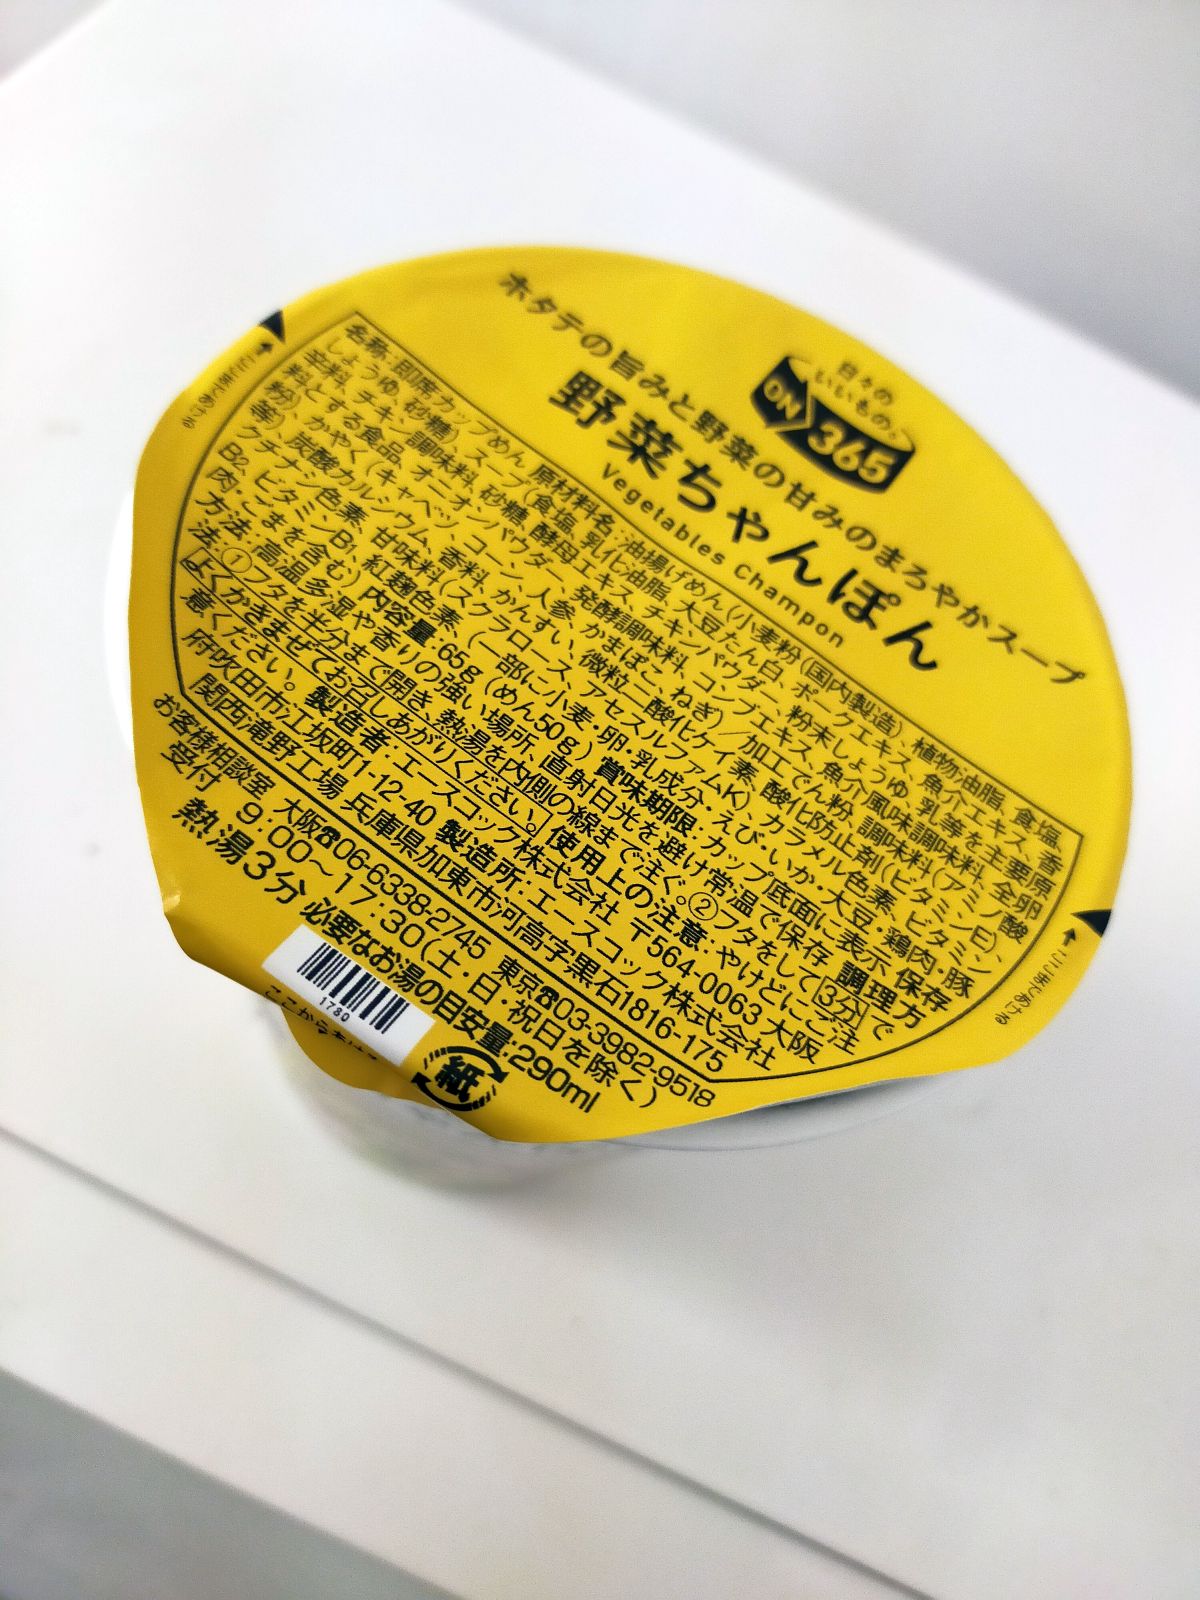 日々の
いいもの。
ON 365
ホタテの旨みと野菜の甘みのまろやかスープ
野菜ちゃんぽん
Vegetables Champon
名称:即席カップめん 原材料名:油揚げめん(小麦粉(国内製造)、植物油脂、食塩、
しょうゆ、砂糖)、スープ(食塩、乳化油脂、大豆たん白、ポークエキス、魚介エキス、香
辛料、チキン調味料、砂糖、酵母エキス、チキンパウダー、粉末しょうゆ、乳等を主要原
料とする食品、オニオンパウダー、発酵調味料、コンブエキス、魚介風味調味料、全卵
粉)、かやく(キャベツ、コーン、人参、かまぼこ、ねぎ)/加工でん粉、調味料(アミノ酸
等)、炭酸カルシウム、香料、かんすい、微粒二酸化ケイ素、酸化防止剤(ビタミンE)、
クチナシ色素、甘味料(スクラロース、アセスルファムK)、カラメル色素、ビタミン
B2、ビタミンB1、紅麹色素、(一部に小麦・卵・乳成分・えび・いか・大豆・鶏肉・豚
肉・ごまを含む) 内容量:65g(めん50g) 賞味期限:カップ底面に表示 保存
方法:高温多湿や香りの強い場所、直射日光を避け常温で保存 調理方
法:①フタを半分まで開き、熱湯を内側の線まで注ぐ。②フタをして3分で
よくかきまぜてお召しあがりください。 使用上の注意:やけどにご注
意ください。 製造者:エースコック株式会社 〒564-0063 大阪
府吹田市江坂町1-12-40 製造所:エースコック株式会社
関西滝野工場 兵庫県加東市河高字黒石1816-175
お客様相談室 大阪☎06-6338-2745 東京☎03-3982-9518
受付 9:00〜17:30(土・日・祝日を除く)
熱湯3分 必要なお湯の目安量:290ml
1780
紙
ここまであける
ここまであける